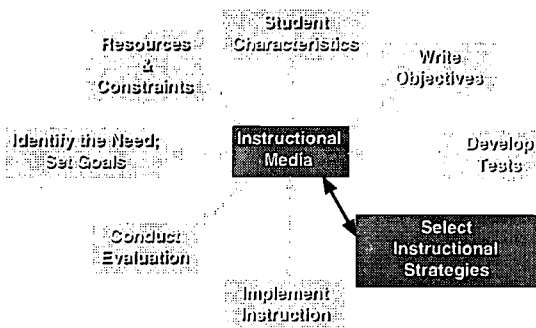 Student
Characteristics
Resources
&
Constraints
Write
Objectives
Identify the Need;
Set Goals
Instructional
Media
Develop
Tests
Select
Instructional
Strategies
Conduct
Evaluation
Implement
Instruction